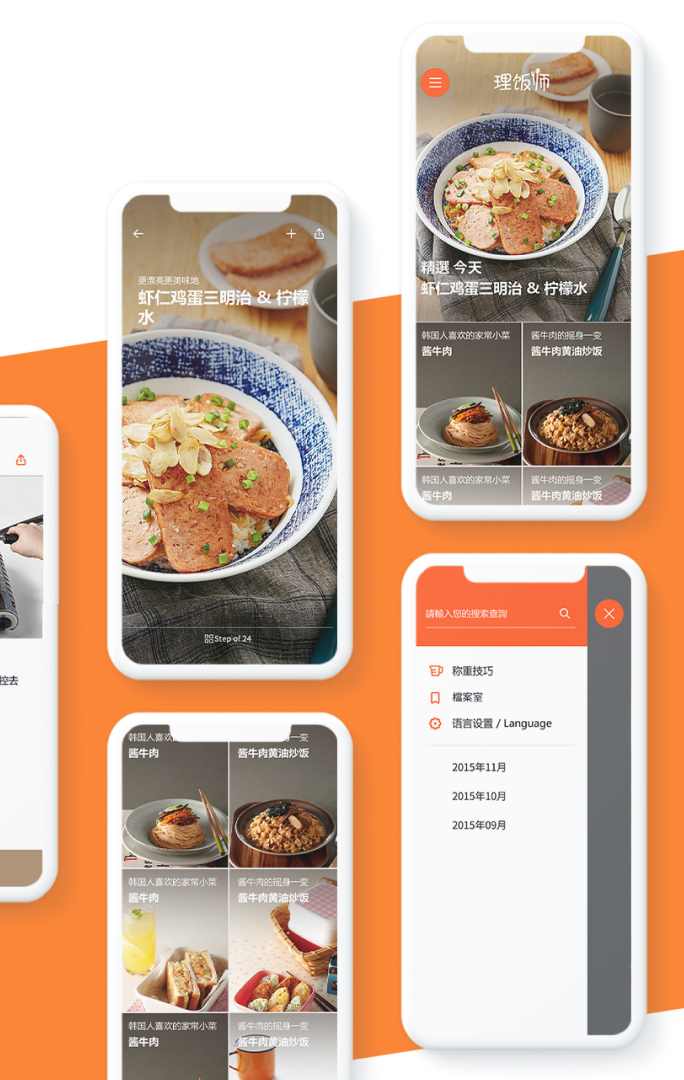 理饭师
精選 今天
虾仁鸡蛋三明治 & 柠檬水
韩国人喜欢的家常小菜
酱牛肉
酱牛肉的摇身一变
酱牛肉黄油炒饭
韩国人喜欢的家常小菜
酱牛肉
酱牛肉的摇身一变
酱牛肉黄油炒饭
更漂亮更美味地
虾仁鸡蛋三明治 & 柠檬
水
Step of 24
控去
請輸入您的搜索查詢
称重技巧
檔案室
语言设置 / Language
2015年11月
2015年10月
2015年09月
韩国人喜欢
一变
酱牛肉
酱牛肉黄油炒饭
韩国人喜欢的家常小菜
酱牛肉
酱牛肉的摇身一变
酱牛肉黄油炒饭
韩国人喜欢的家常小菜
酱牛肉
酱牛肉的摇身一变
酱牛肉黄油炒饭